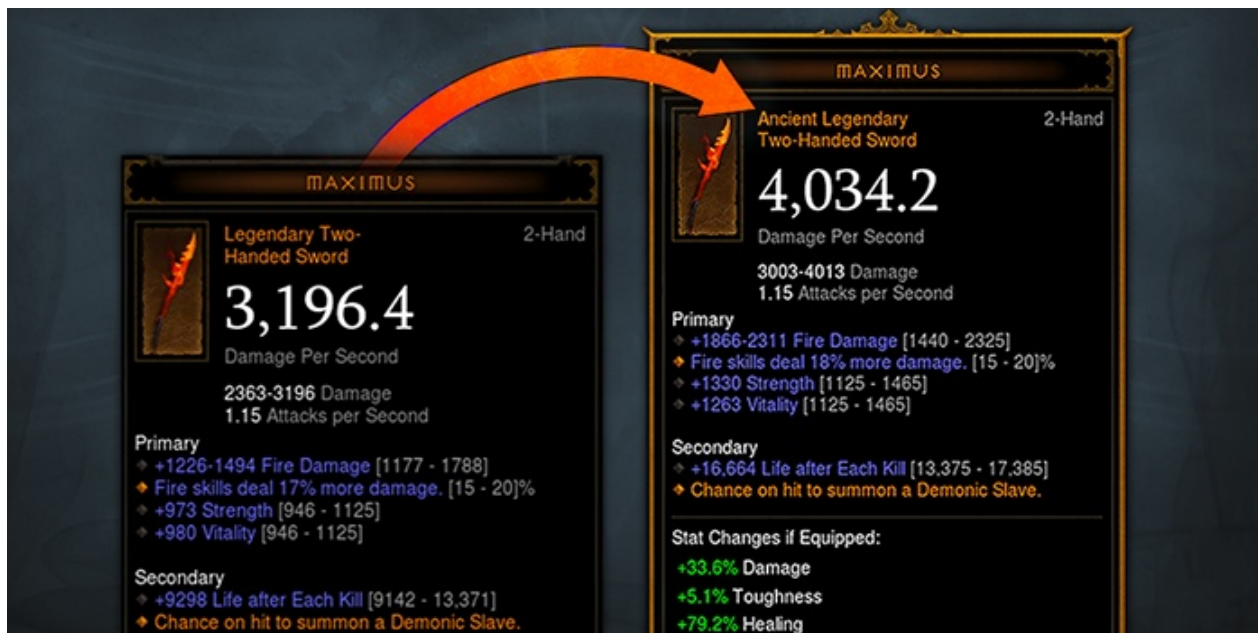 MAXIMUS
Legendary Two-
Handed Sword
2-Hand
3,196.4
Damage Per Second
2363-3196 Damage
1.15 Attacks per Second
Primary
+1226-1494 Fire Damage [1177 - 1788]
Fire skills deal 17% more damage. [15 - 20]%
+973 Strength [946 - 1125]
+980 Vitality [946 - 1125]
Secondary
+9298 Life after Each Kill [9142 - 13,371]
Chance on hit to summon a Demonic Slave.
MAXIMUS
Ancient Legendary
Two-Handed Sword
2-Hand
4,034.2
Damage Per Second
3003-4013 Damage
1.15 Attacks per Second
Primary
+1866-2311 Fire Damage [1440 - 2325]
Fire skills deal 18% more damage. [15 - 20]%
+1330 Strength [1125 - 1465]
+1263 Vitality [1125 - 1465]
Secondary
+16,664 Life after Each Kill [13,375 - 17,385]
Chance on hit to summon a Demonic Slave.
Stat Changes if Equipped:
+33.6% Damage
+5.1% Toughness
+79.2% Healing